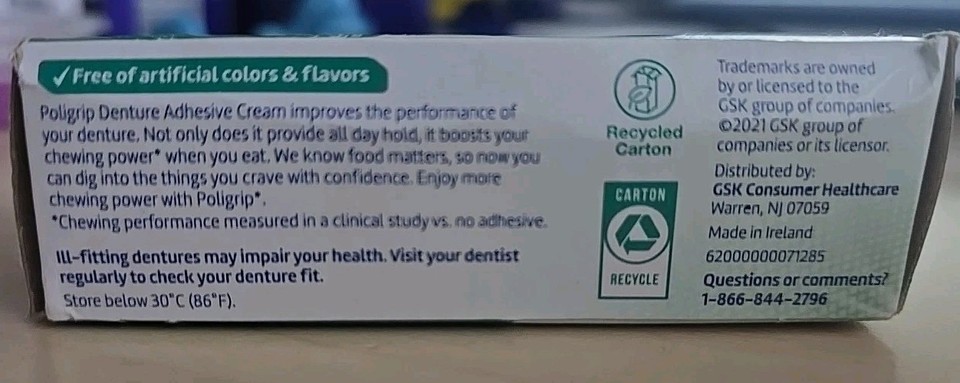 ✓ Free of artificial colors & flavors
Poligrip Denture Adhesive Cream improves the performance of
your denture. Not only does it provide all day hold, it boosts your
chewing power* when you eat. We know food matters, so now you
can dig into the things you crave with confidence. Enjoy more
chewing power with Poligrip*.
*Chewing performance measured in a clinical study vs. no adhesive.
Ill-fitting dentures may impair your health. Visit your dentist
regularly to check your denture fit.
Store below 30°C (86°F).
Recycled
Carton
CARTON
RECYCLE
Trademarks are owned
by or licensed to the
GSK group of companies.
©2021 GSK group of
companies or its licensor.
Distributed by:
GSK Consumer Healthcare
Warren, NJ 07059
Made in Ireland
62000000071285
Questions or comments?
1-866-844-2796